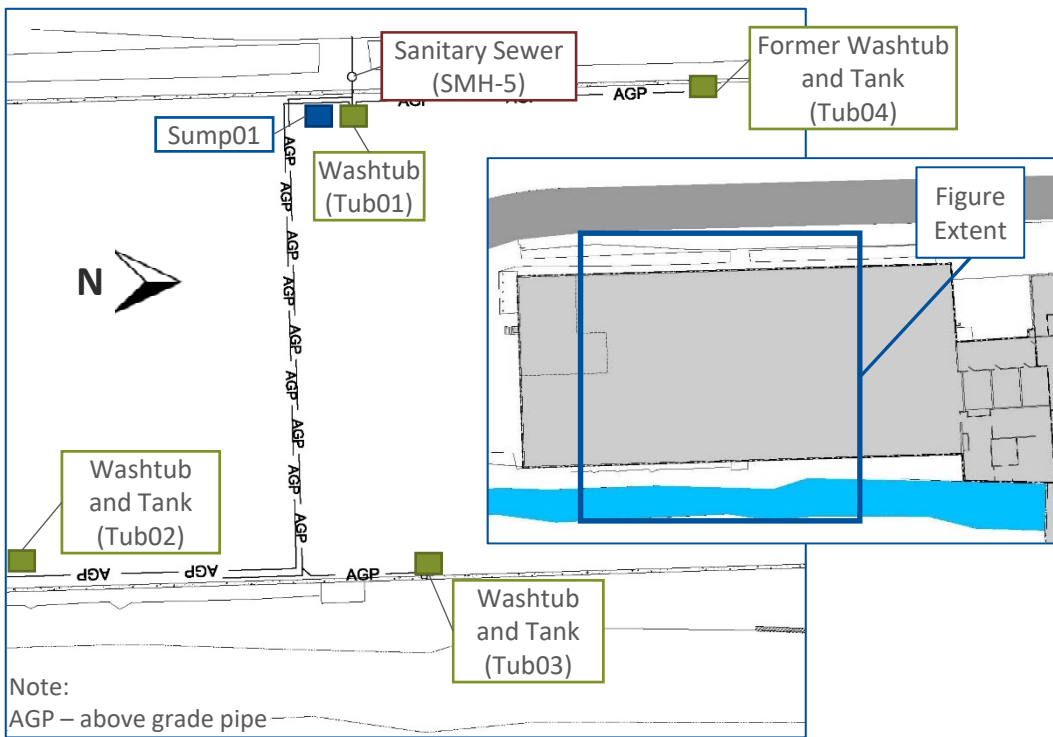 Sanitary Sewer
(SMH-5)
Former Washtub
and Tank
(Tub04)
AGP
AGP
AGP
Sump01
Washtub
(Tub01)
AGP
AGP
AGP
AGP
AGP
AGP
AGP
AGP
AGP
AGP
Figure
Extent
N
Washtub
and Tank
(Tub02)
AGP
AGP
AGP
Washtub
and Tank
(Tub03)
Note:
AGP – above grade pipe